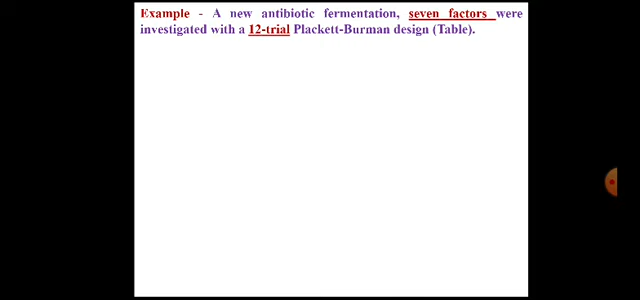 Example - A new antibiotic fermentation, seven factors were
investigated with a 12-trial Plackett-Burman design (Table).